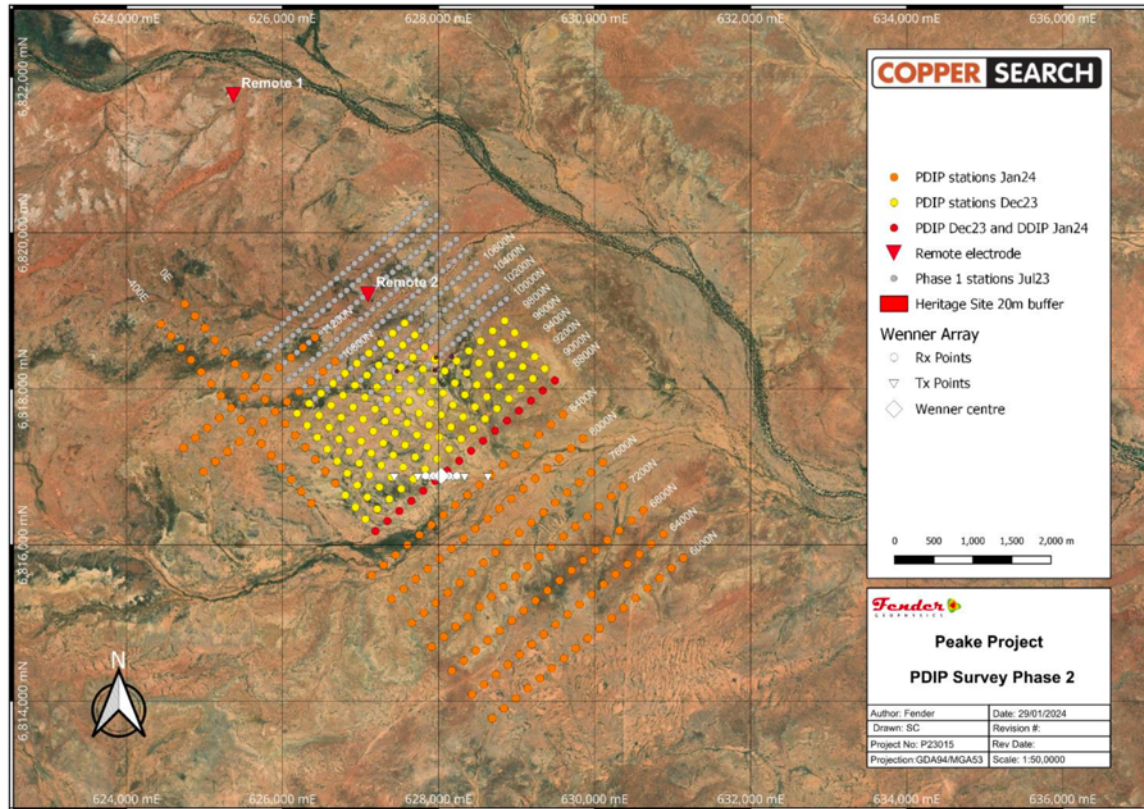 624,000 mE 626,000 mE 628,000 mE 630,000 mE 632,000 mE 634,000 mE 636,000 mE
6,822,000 mN
Remote 1
6,820,000 mN
Remote 2
0E
-400E
11200N
10800N
10600N
10400N
10200N
10000N
9800N
9600N
9400N
9200N
9000N
8800N
6,818,000 mN
8400N
8000N
7600N
7200N
6800N
6400N
6000N
6,816,000 mN
6,814,000 mN
N
624,000 mE 626,000 mE 628,000 mE 630,000 mE 632,000 mE 634,000 mE 636,000 mE
COPPER SEARCH
PDIP stations Jan24
PDIP stations Dec23
PDIP Dec23 and DDIP Jan24
Remote electrode
Phase 1 stations Jul23
Heritage Site 20m buffer
Wenner Array
Rx Points
Tx Points
Wenner centre
0 500 1,000 1,500 2,000 m
Fender
GEOPHYSICS
Peake Project
PDIP Survey Phase 2
Author: Fender Date: 29/01/2024
Drawn: SC Revision #:
Project No: P23015 Rev Date:
Projection:GDA94/MGA53 Scale: 1:50,0000